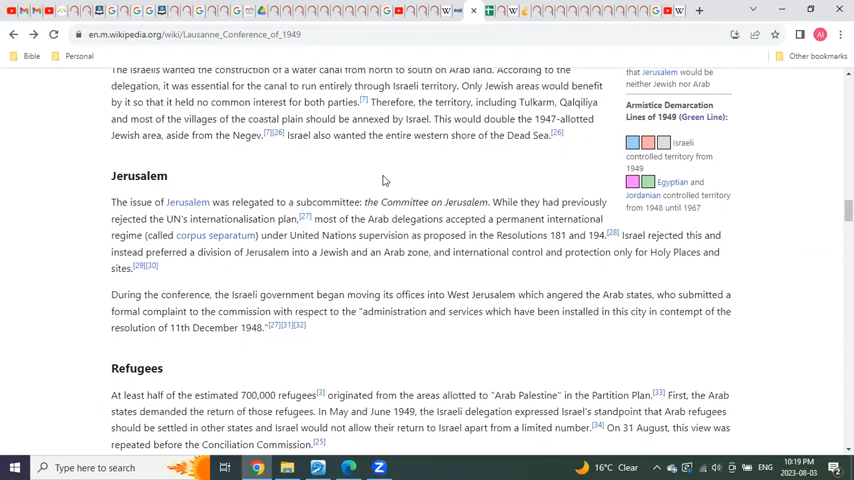 en.m.wikipedia.org/wiki/Lausanne_Conference_of_1949
AI
Bible
Personal
Other bookmarks
The Israelis wanted the construction of a water canal from north to south on Arab land. According to the
delegation, it was essential for the canal to run entirely through Israeli territory. Only Jewish areas would benefit
by it so that it held no common interest for both parties.[7] Therefore, the territory, including Tulkarm, Qalqiliya
and most of the villages of the coastal plain should be annexed by Israel. This would double the 1947-allotted
Jewish area, aside from the Negev.[7][26] Israel also wanted the entire western shore of the Dead Sea.[26]
that Jerusalem would be
neither Jewish nor Arab
Armistice Demarcation
Lines of 1949 (Green Line):
Israeli
controlled territory from
1949
Egyptian and
Jordanian controlled territory
from 1948 until 1967
Jerusalem
The issue of Jerusalem was relegated to a subcommittee: the Committee on Jerusalem. While they had previously
rejected the UN's internationalisation plan,[27] most of the Arab delegations accepted a permanent international
regime (called corpus separatum) under United Nations supervision as proposed in the Resolutions 181 and 194.[28] Israel rejected this and
instead preferred a division of Jerusalem into a Jewish and an Arab zone, and international control and protection only for Holy Places and
sites.[29][30]
During the conference, the Israeli government began moving its offices into West Jerusalem which angered the Arab states, who submitted a
formal complaint to the commission with respect to the "administration and services which have been installed in this city in contempt of the
resolution of 11th December 1948."[27][31][32]
Refugees
At least half of the estimated 700,000 refugees[3] originated from the areas allotted to "Arab Palestine" in the Partition Plan.[33] First, the Arab
states demanded the return of those refugees. In May and June 1949, the Israeli delegation expressed Israel's standpoint that Arab refugees
should be settled in other states and Israel would not allow their return to Israel apart from a limited number.[34] On 31 August, this view was
repeated before the Conciliation Commission.[25]
Type here to search
16°C Clear
ENG
10:19 PM
2023-08-03
2